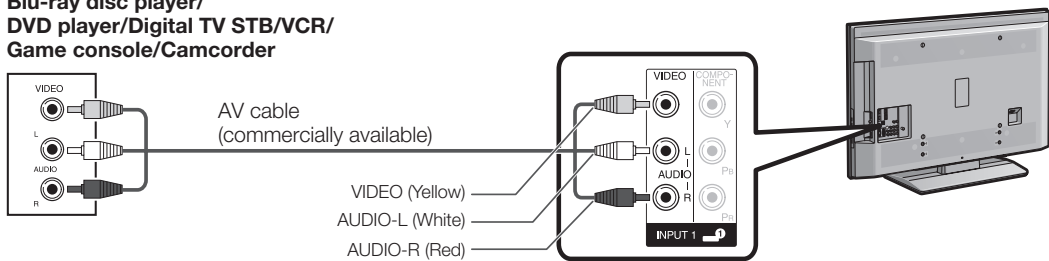 Blu-ray disc player/
DVD player/Digital TV STB/VCR/
Game console/Camcorder
VIDEO
L
AUDIO
R
AV cable
(commercially available)
VIDEO (Yellow)
AUDIO-L (White)
AUDIO-R (Red)
VIDEO
COMPO-
NENT
Y
L
AUDIO
R
PB
PR
INPUT 1 1